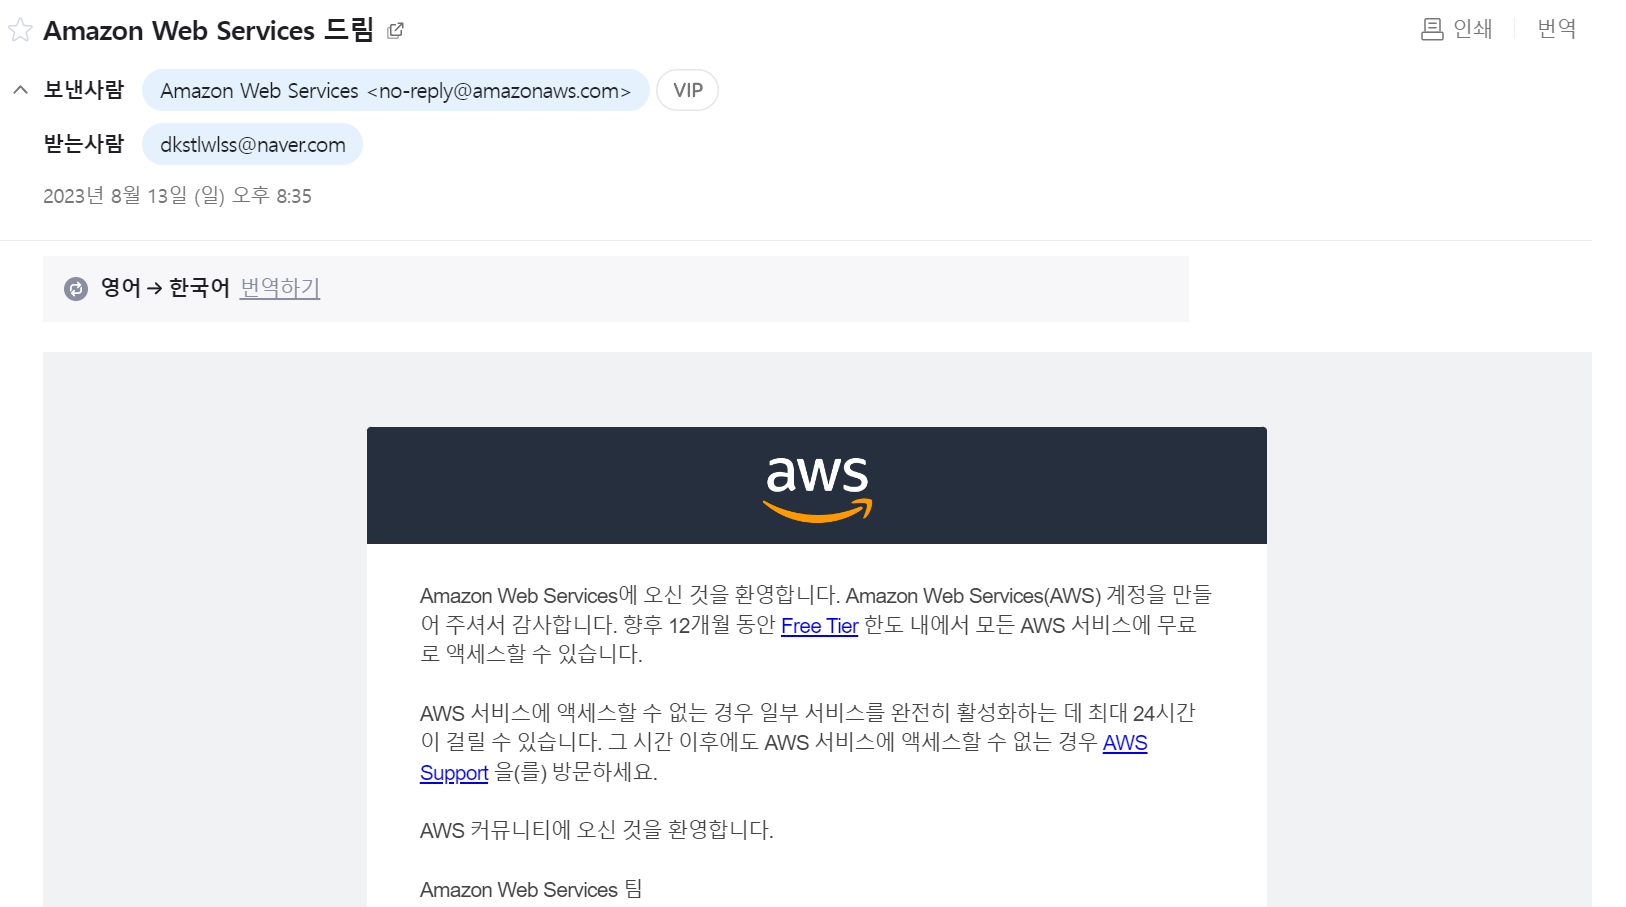 Amazon Web Services 드림
인쇄
번역
보낸사람 Amazon Web Services <no-reply@amazonaws.com> VIP
받는사람 dkstlwlss@naver.com
2023년 8월 13일 (일) 오후 8:35
영어 → 한국어 번역하기
aws
Amazon Web Services에 오신 것을 환영합니다. Amazon Web Services(AWS) 계정을 만들
어 주셔서 감사합니다. 향후 12개월 동안 Free Tier 한도 내에서 모든 AWS 서비스에 무료
로 액세스할 수 있습니다.
AWS 서비스에 액세스할 수 없는 경우 일부 서비스를 완전히 활성화하는 데 최대 24시간
이 걸릴 수 있습니다. 그 시간 이후에도 AWS 서비스에 액세스할 수 없는 경우 AWS
Support 을(를) 방문하세요.
AWS 커뮤니티에 오신 것을 환영합니다.
Amazon Web Services 팀